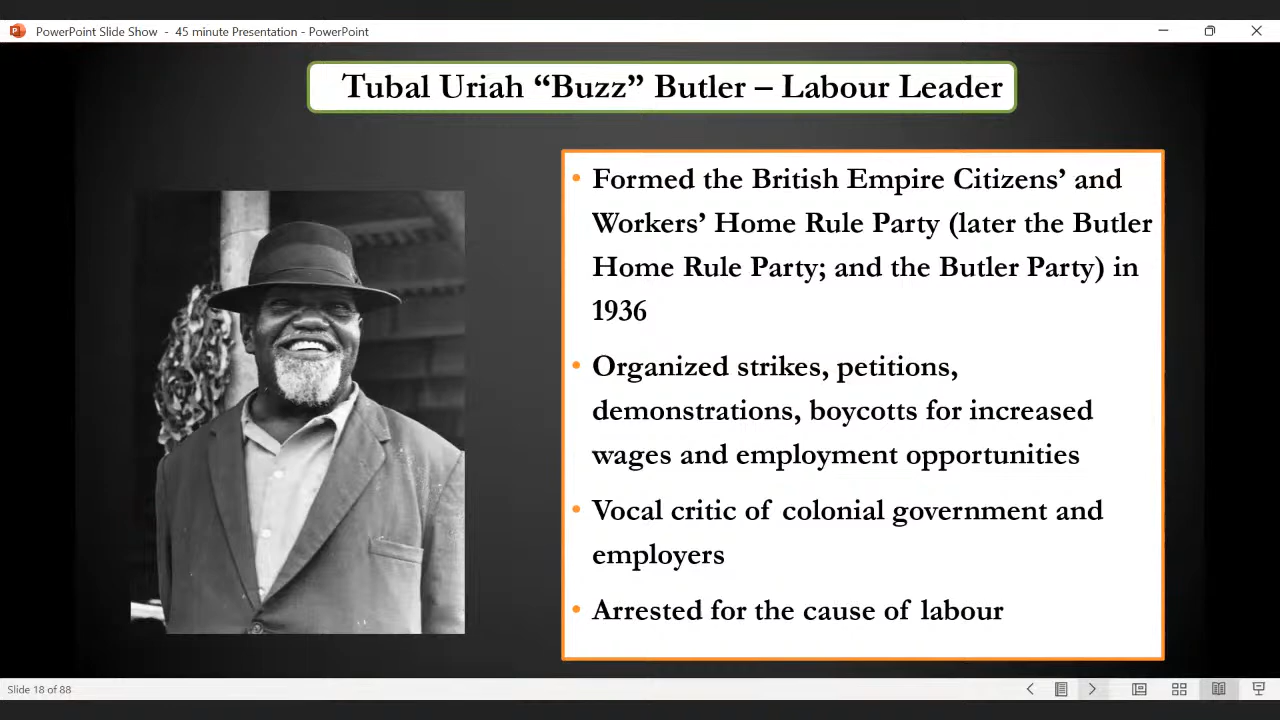 PowerPoint Slide Show - 45 minute Presentation - PowerPoint
Tubal Uriah “Buzz” Butler – Labour Leader
• Formed the British Empire Citizens’ and
Workers’ Home Rule Party (later the Butler
Home Rule Party; and the Butler Party) in
1936
• Organized strikes, petitions,
demonstrations, boycotts for increased
wages and employment opportunities
• Vocal critic of colonial government and
employers
• Arrested for the cause of labour
Slide 18 of 88